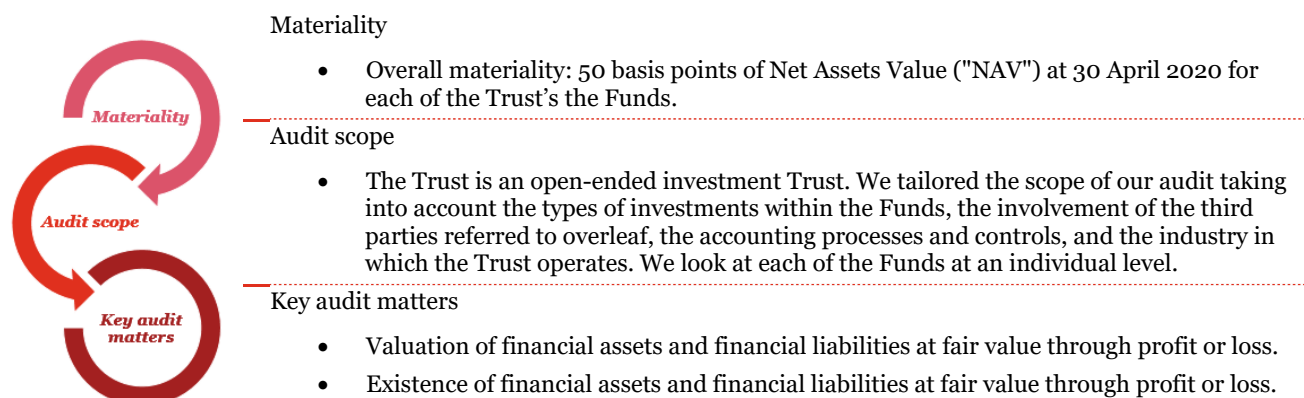 Materiality
• Overall materiality: 50 basis points of Net Assets Value ("NAV") at 30 April 2020 for
each of the Trust’s the Funds.
Materiality
Audit scope
• The Trust is an open-ended investment Trust. We tailored the scope of our audit taking
into account the types of investments within the Funds, the involvement of the third
parties referred to overleaf, the accounting processes and controls, and the industry in
which the Trust operates. We look at each of the Funds at an individual level.
Audit scope
Key audit matters
• Valuation of financial assets and financial liabilities at fair value through profit or loss.
• Existence of financial assets and financial liabilities at fair value through profit or loss.
Key audit
matters